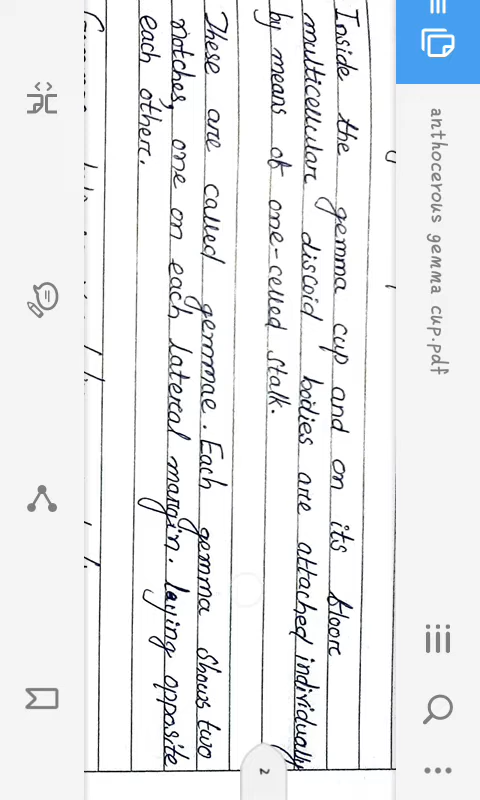 anthocerous gemma cup.pdf
Inside the gemma cup and on its floor
multicellular discoid bodies are attached individually
by means of one-celled stalk.
These are called gemmae. Each gemma shows two
notches, one on each lateral margin. laying opposite
each other.
2